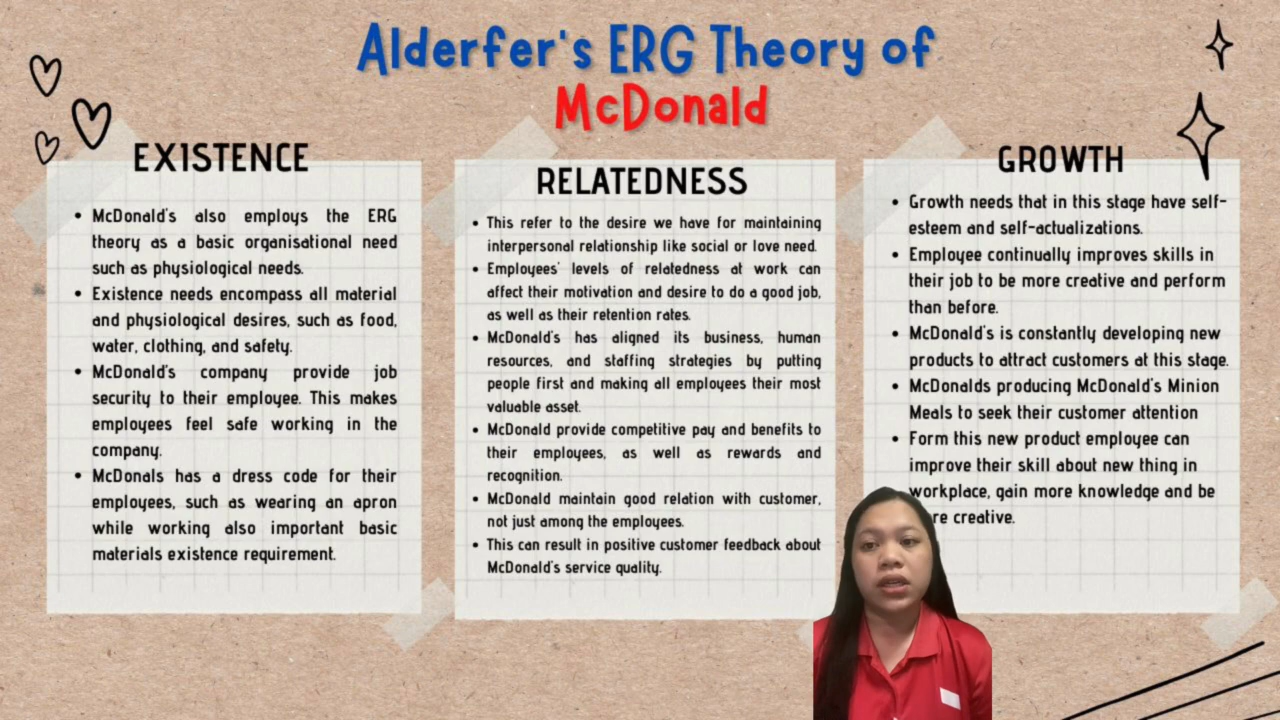 Alderfer's ERG Theory of
McDonald
EXISTENCE
• McDonald's also employs the ERG
theory as a basic organisational need
such as physiological needs.
• Existence needs encompass all material
and physiological desires, such as food,
water, clothing, and safety.
• McDonald's company provide job
security to their employee. This makes
employees feel safe working in the
company.
• McDonals has a dress code for their
employees, such as wearing an apron
while working also important basic
materials existence requirement.
RELATEDNESS
• This refer to the desire we have for maintaining
interpersonal relationship like social or love need.
• Employees' levels of relatedness at work can
affect their motivation and desire to do a good job,
as well as their retention rates.
• McDonald's has aligned its business, human
resources, and staffing strategies by putting
people first and making all employees their most
valuable asset.
• McDonald provide competitive pay and benefits to
their employees, as well as rewards and
recognition.
• McDonald maintain good relation with customer,
not just among the employees.
• This can result in positive customer feedback about
McDonald's service quality.
GROWTH
• Growth needs that in this stage have self-
esteem and self-actualizations.
• Employee continually improves skills in
their job to be more creative and perform
than before.
• McDonald's is constantly developing new
products to attract customers at this stage.
• McDonalds producing McDonald's Minion
Meals to seek their customer attention
• Form this new product employee can
improve their skill about new thing in
workplace, gain more knowledge and be
re creative.